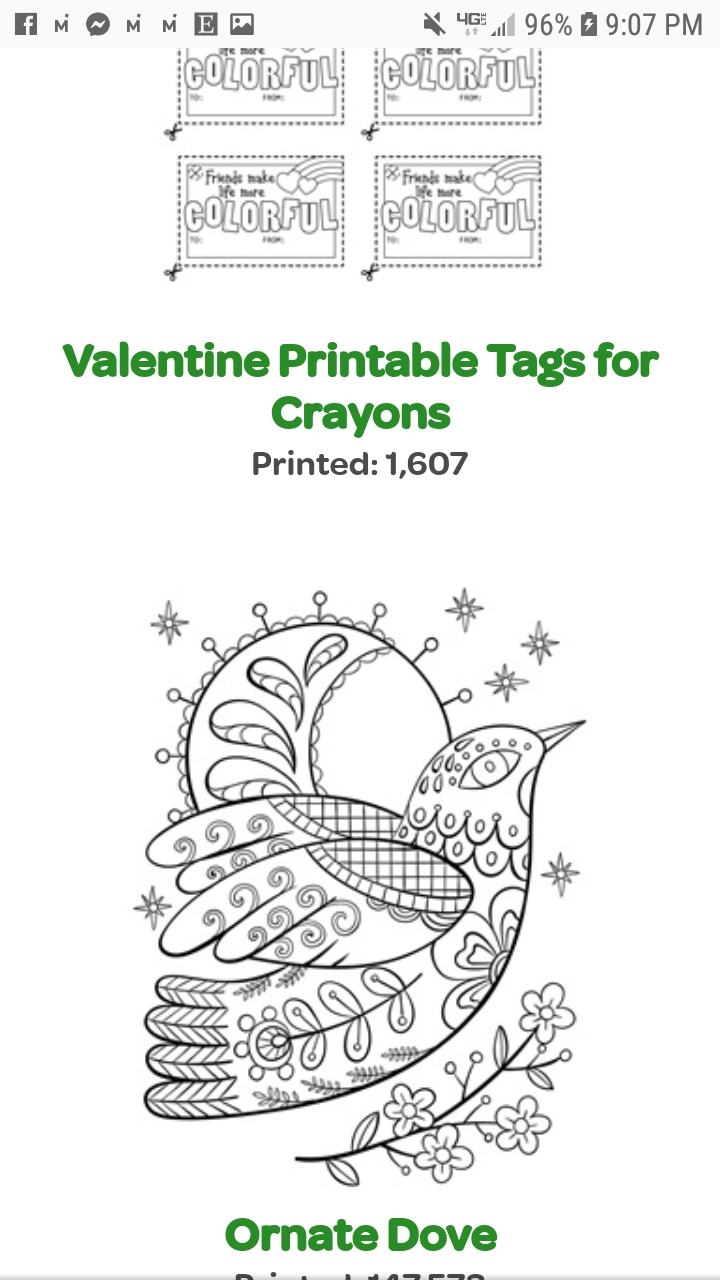 4G LTE 96% 9:07 PM
life more life more
COLORFUL COLORFUL
TO: FROM: TO: FROM:
Friends make Friends make
life more life more
COLORFUL COLORFUL
TO: FROM: TO: FROM:
Valentine Printable Tags for
Crayons
Printed: 1,607
Ornate Dove